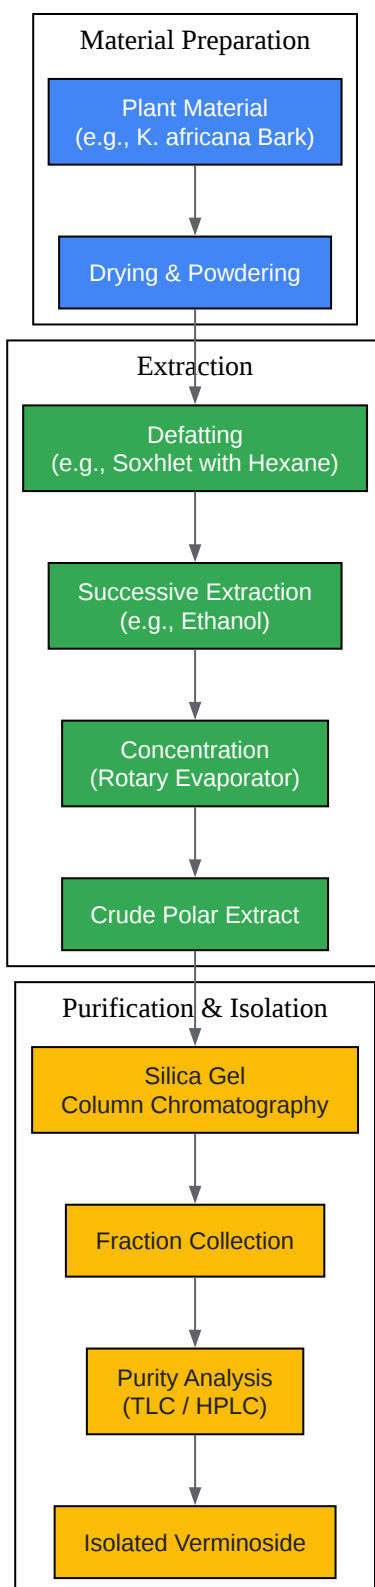 Material Preparation
Plant Material
(e.g., K. africana Bark)
Drying & Powdering
Extraction
Defatting
(e.g., Soxhlet with Hexane)
Successive Extraction
(e.g., Ethanol)
Concentration
(Rotary Evaporator)
Crude Polar Extract
Purification & Isolation
Silica Gel
Column Chromatography
Fraction Collection
Purity Analysis
(TLC / HPLC)
Isolated Verminoside